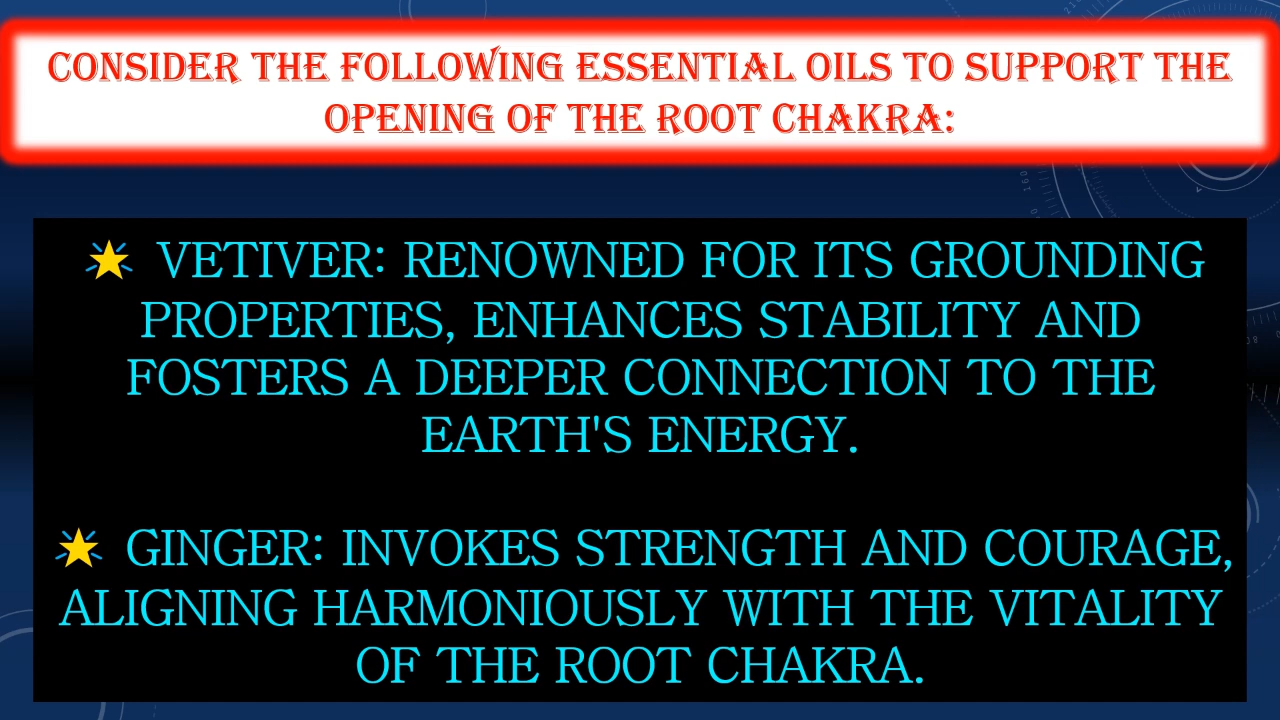 CONSIDER THE FOLLOWING ESSENTIAL OILS TO SUPPORT THE
OPENING OF THE ROOT CHAKRA:
🌟 VETIVER: RENOWNED FOR ITS GROUNDING
PROPERTIES, ENHANCES STABILITY AND
FOSTERS A DEEPER CONNECTION TO THE
EARTH'S ENERGY.
🌟 GINGER: INVOKES STRENGTH AND COURAGE,
ALIGNING HARMONIOUSLY WITH THE VITALITY
OF THE ROOT CHAKRA.
160